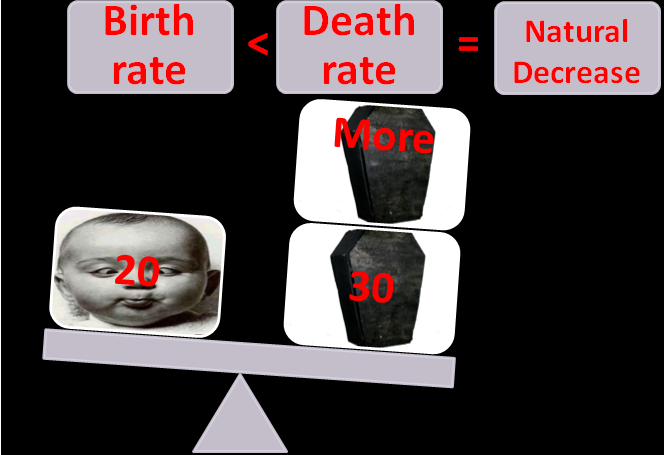 Birth
rate
<
Death
rate
=
Natural
Decrease
More
20
30